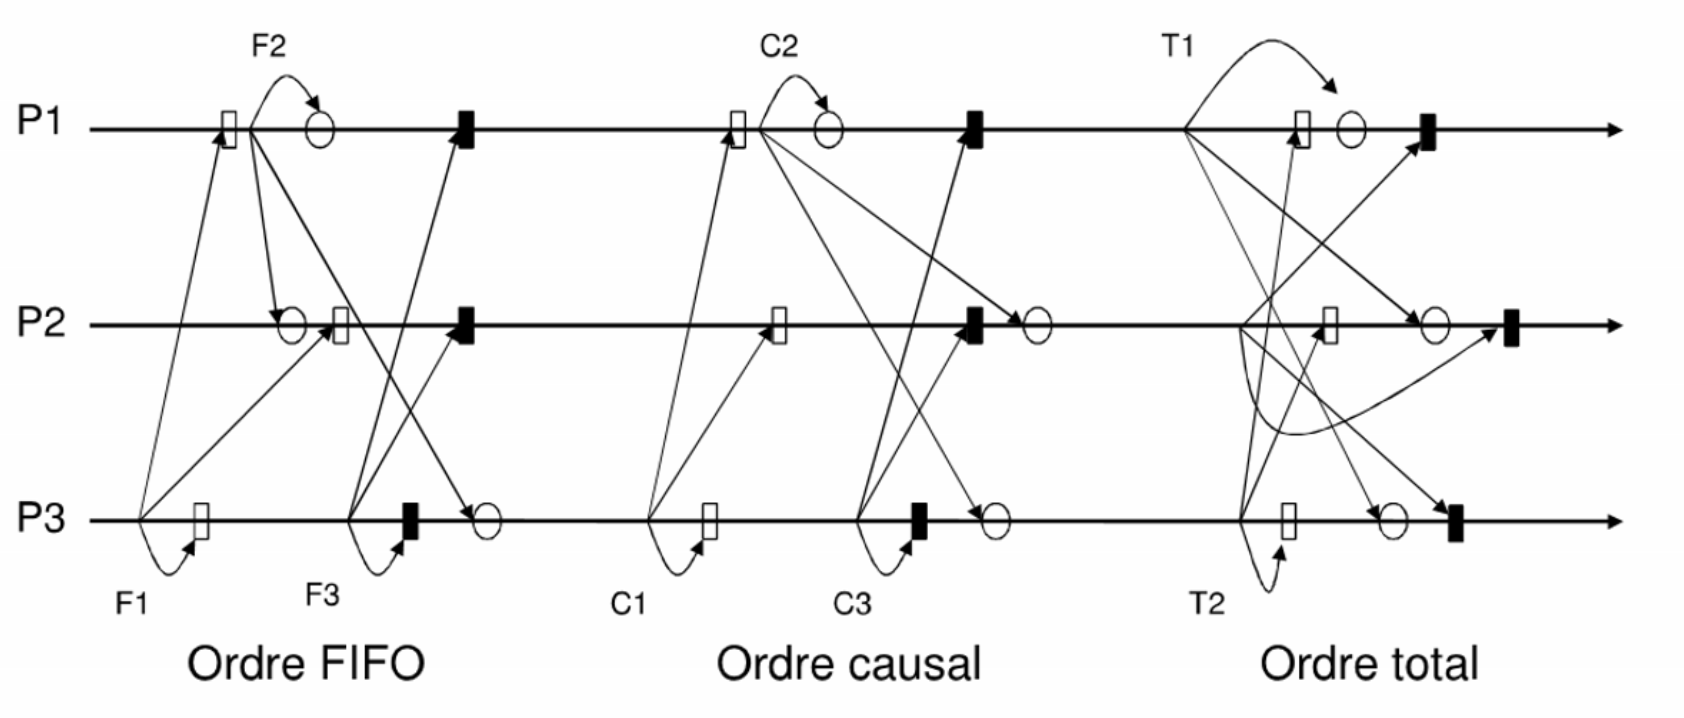 F2 C2 T1
P1
P2
P3
F1 F3 C1 C3 T2
Ordre FIFO Ordre causal Ordre total